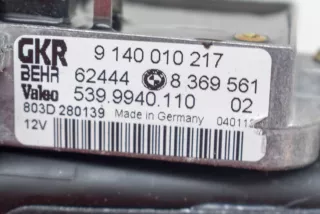 GKR 9 140 010 217
BEHR 62444 8 369 561
Valeo 539.9940.110 02
803D 280139 Made in Germany 040112
12V